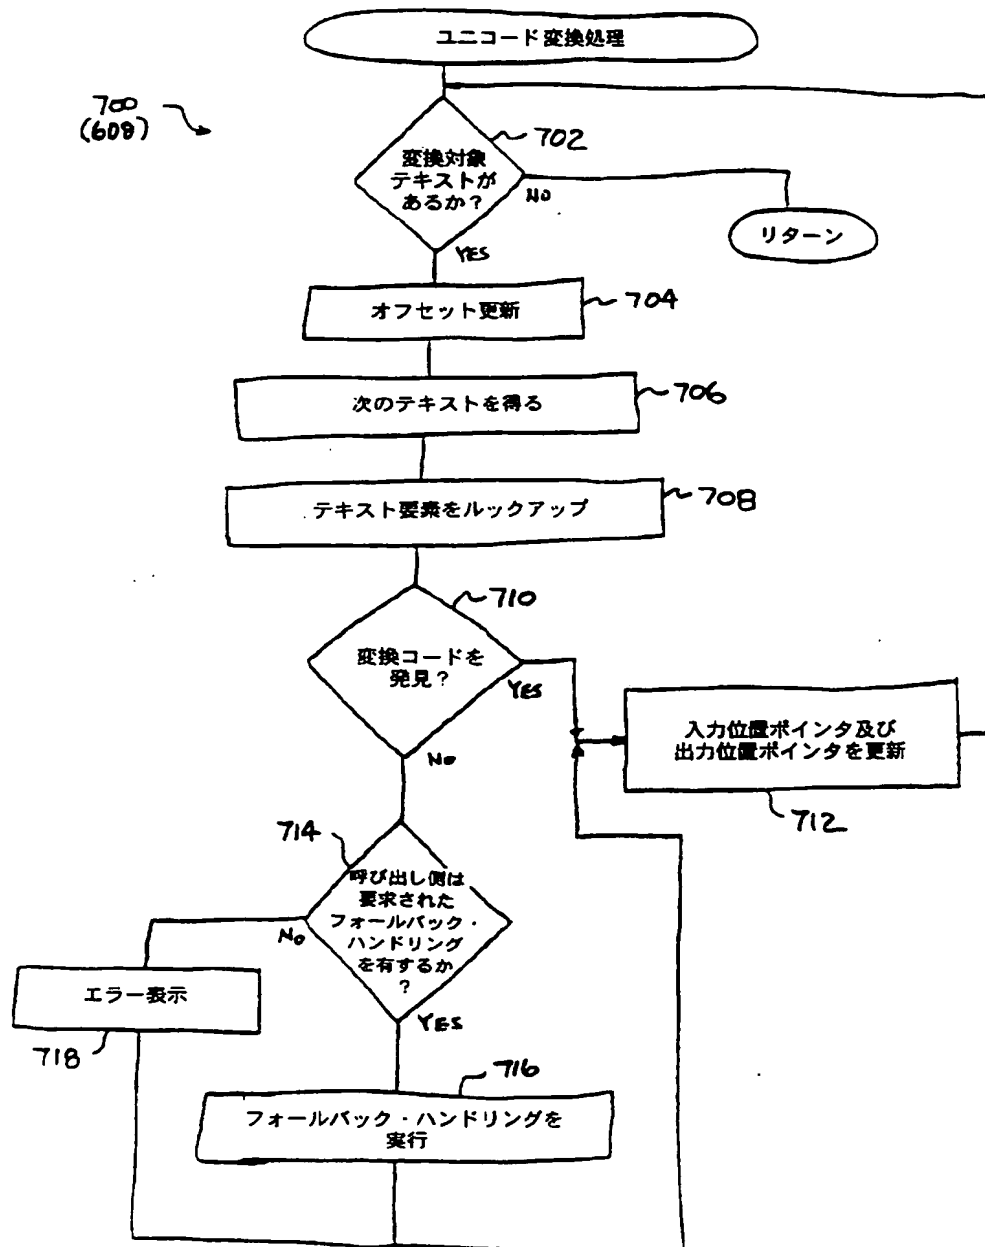 ユニコード変換処理
700
(608)
702
変換対象
テキストが
あるか？
NO
リターン
YES
オフセット更新
704
次のテキストを得る
706
テキスト要素をルックアップ
708
710
変換コードを
発見？
YES
入力位置ポインタ及び
出力位置ポインタを更新
712
No
714
呼び出し側は
要求された
フォールバック・
ハンドリング
を有するか
？
No
エラー表示
718
YES
716
フォールバック・ハンドリングを
実行